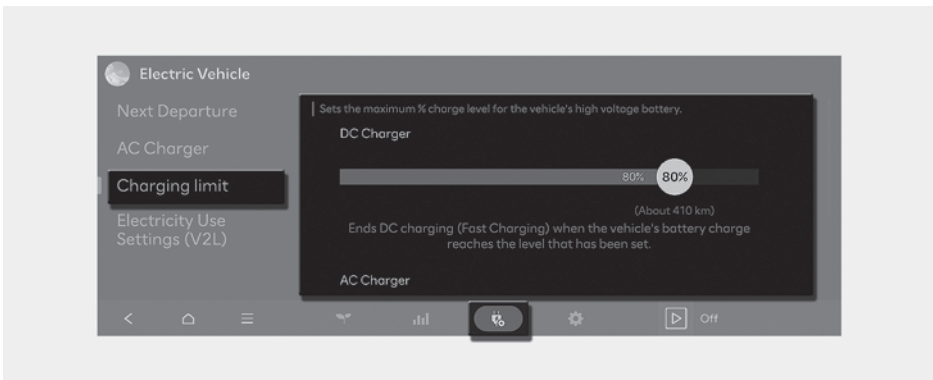 Electric Vehicle
Next Departure
AC Charger
Charging limit
Electricity Use
Settings (V2L)
Sets the maximum % charge level for the vehicle's high voltage battery.
DC Charger
80% 80%
(About 410 km)
Ends DC charging (Fast Charging) when the vehicle's battery charge
reaches the level that has been set.
AC Charger
Off